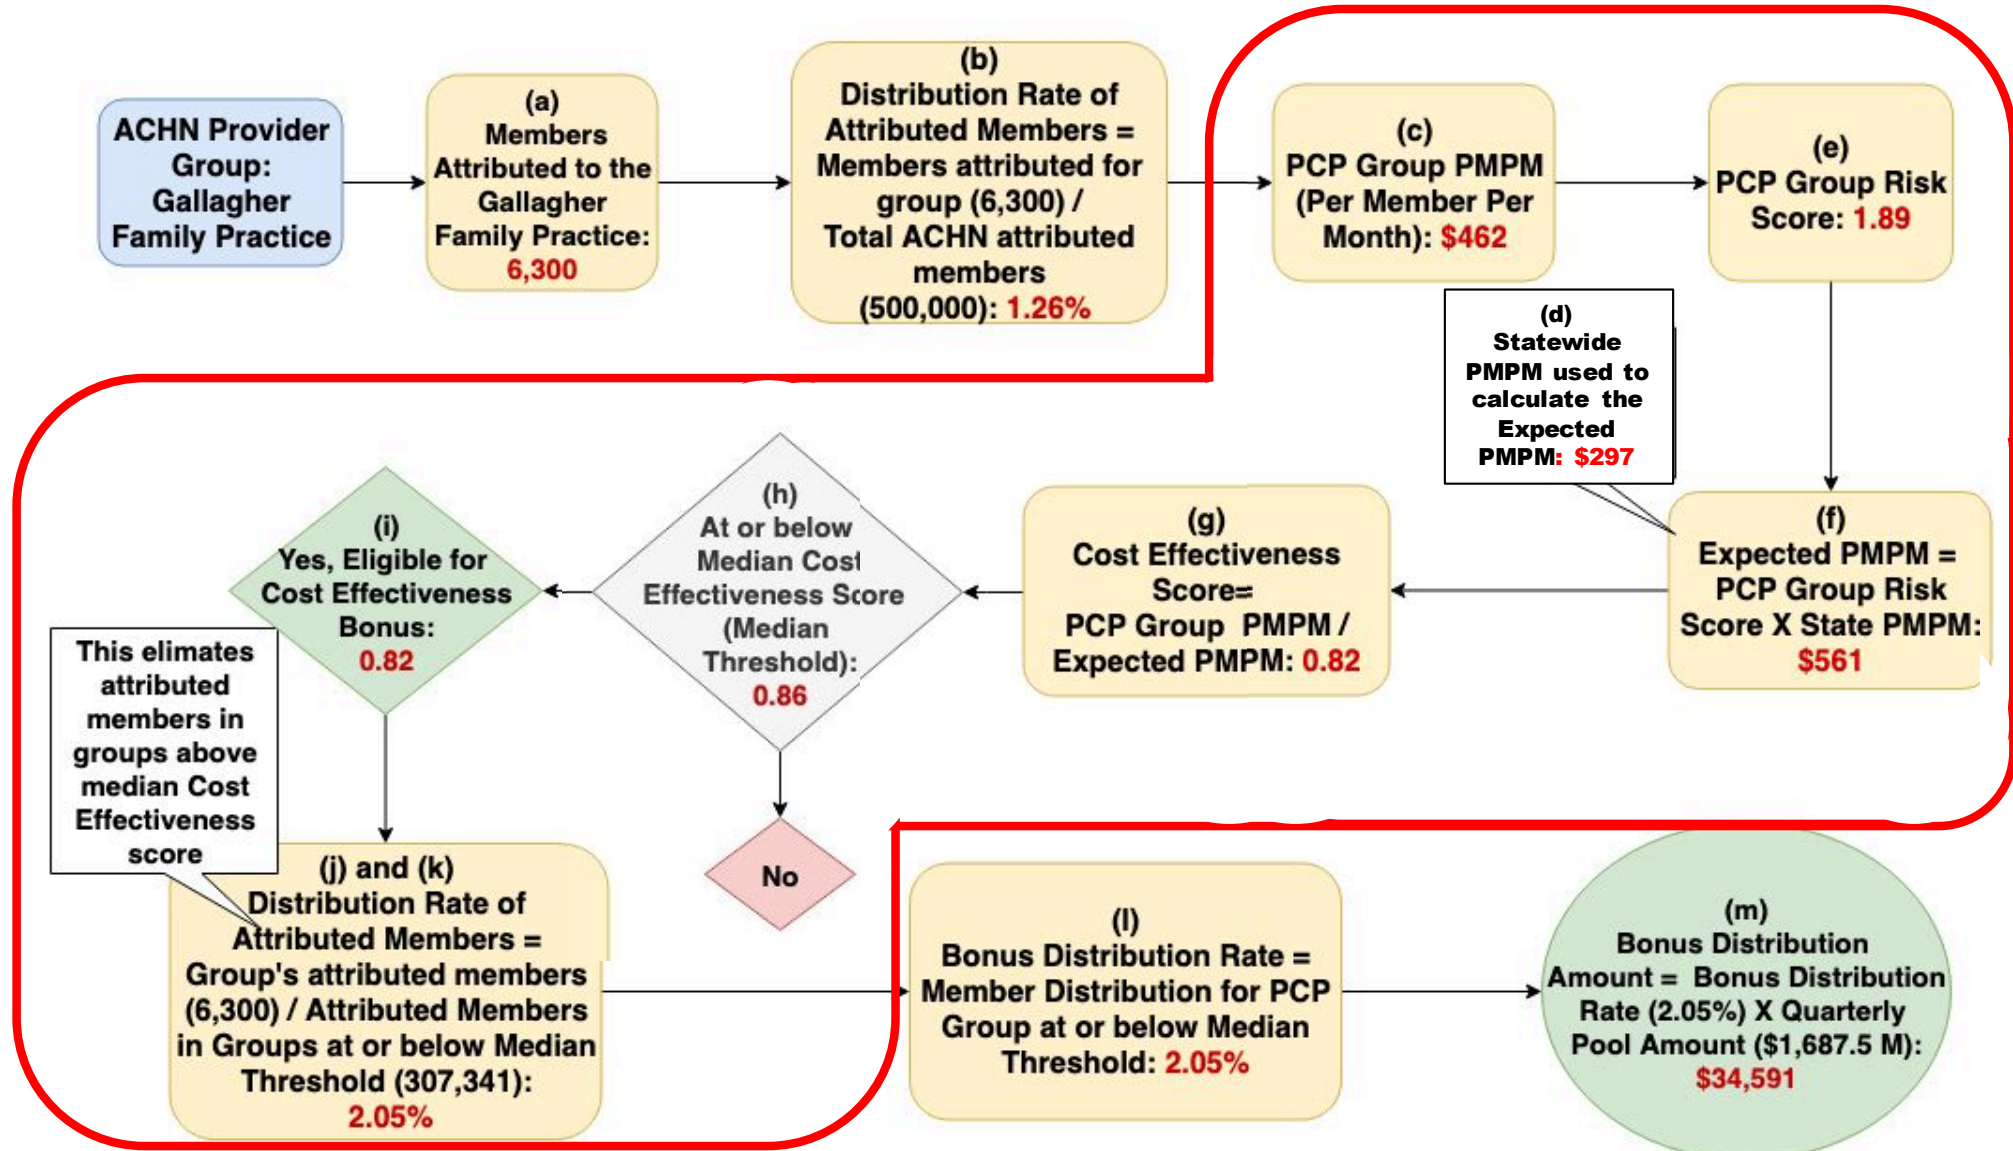 ACHN Provider
Group:
Gallagher
Family Practice
(a)
Members
Attributed to the
Gallagher
Family Practice:
6,300
(b)
Distribution Rate of
Attributed Members =
Members attributed for
group (6,300) /
Total ACHN attributed
members
(500,000): 1.26%
(c)
PCP Group PMPM
(Per Member Per
Month): $462
(e)
PCP Group Risk
Score: 1.89
(d)
Statewide
PMPM used to
calculate the
Expected
PMPM: $297
(f)
Expected PMPM =
PCP Group Risk
Score X State PMPM:
$561
(g)
Cost Effectiveness
Score=
PCP Group PMPM /
Expected PMPM: 0.82
(h)
At or below
Median Cost
Effectiveness Score
(Median
Threshold):
0.86
No
(i)
Yes, Eligible for
Cost Effectiveness
Bonus:
0.82
This elimates
attributed
members in
groups above
median Cost
Effectiveness
score
(j) and (k)
Distribution Rate of
Attributed Members =
Group's attributed members
(6,300) / Attributed Members
in Groups at or below Median
Threshold (307,341):
2.05%
(l)
Bonus Distribution Rate =
Member Distribution for PCP
Group at or below Median
Threshold: 2.05%
(m)
Bonus Distribution
Amount = Bonus Distribution
Rate (2.05%) X Quarterly
Pool Amount ($1,687.5 M):
$34,591